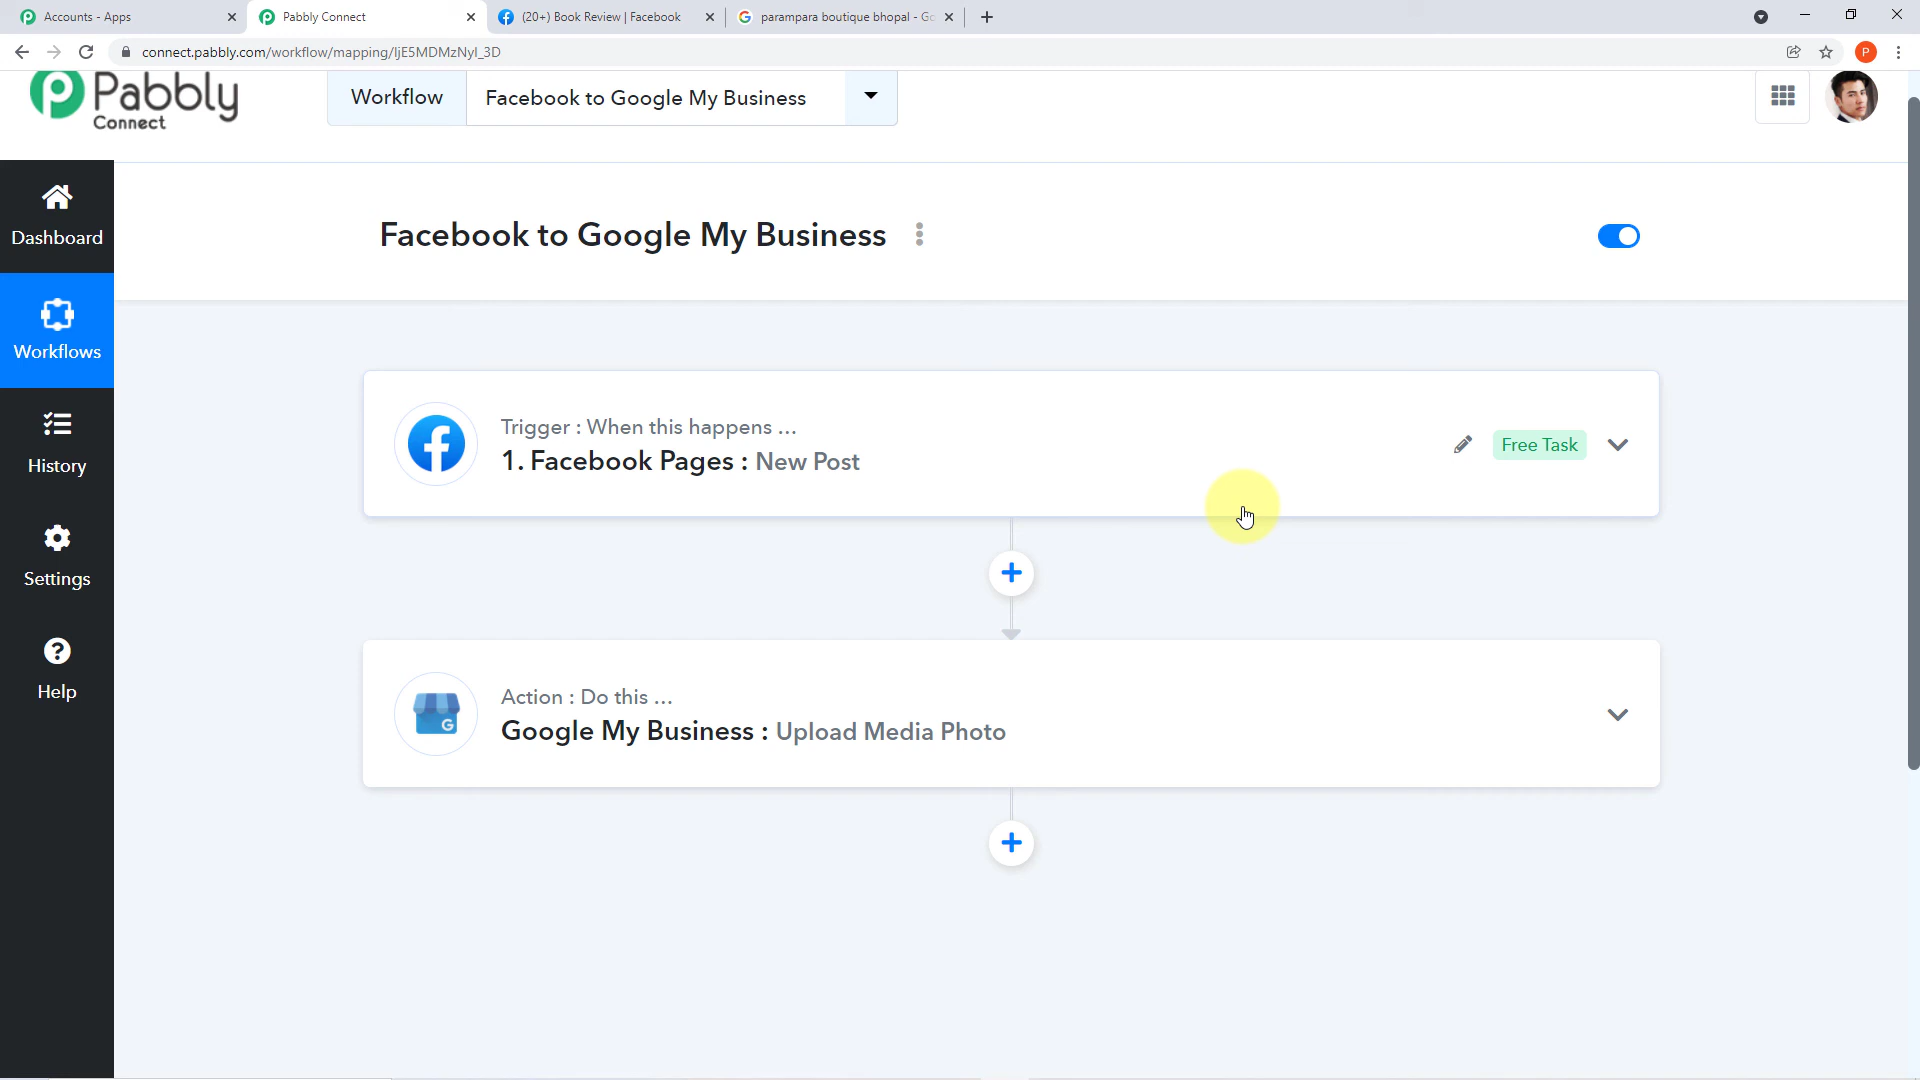 Accounts - Apps
Pabbly Connect
(20+) Book Review | Facebook
parampara boutique bhopal - Go
connect.pabbly.com/workflow/mapping/IjE5MDMzNyI_3D
P
Pabbly
Connect
Workflow
Facebook to Google My Business
Dashboard
Workflows
History
Settings
Help
Facebook to Google My Business
Trigger : When this happens ...
1. Facebook Pages : New Post
Free Task
Action : Do this ...
Google My Business : Upload Media Photo